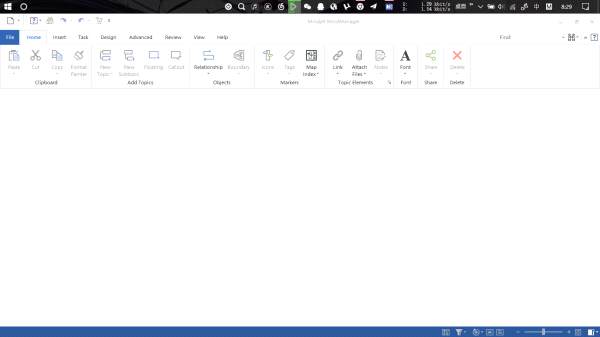 U: 1.29 kbit/s
D: 1.54 kbit/s
中
M
8:29
Mindjet MindManager
File Home Insert Task Design Advanced Review View Help Find
Paste Cut Copy Format Painter
New Topic New Subtopic Floating Callout
Relationship Boundary
Icons Tags Map Index
Link Attach Files Notes
Font Share Delete
Clipboard Add Topics Objects Markers Topic Elements Font Share Delete